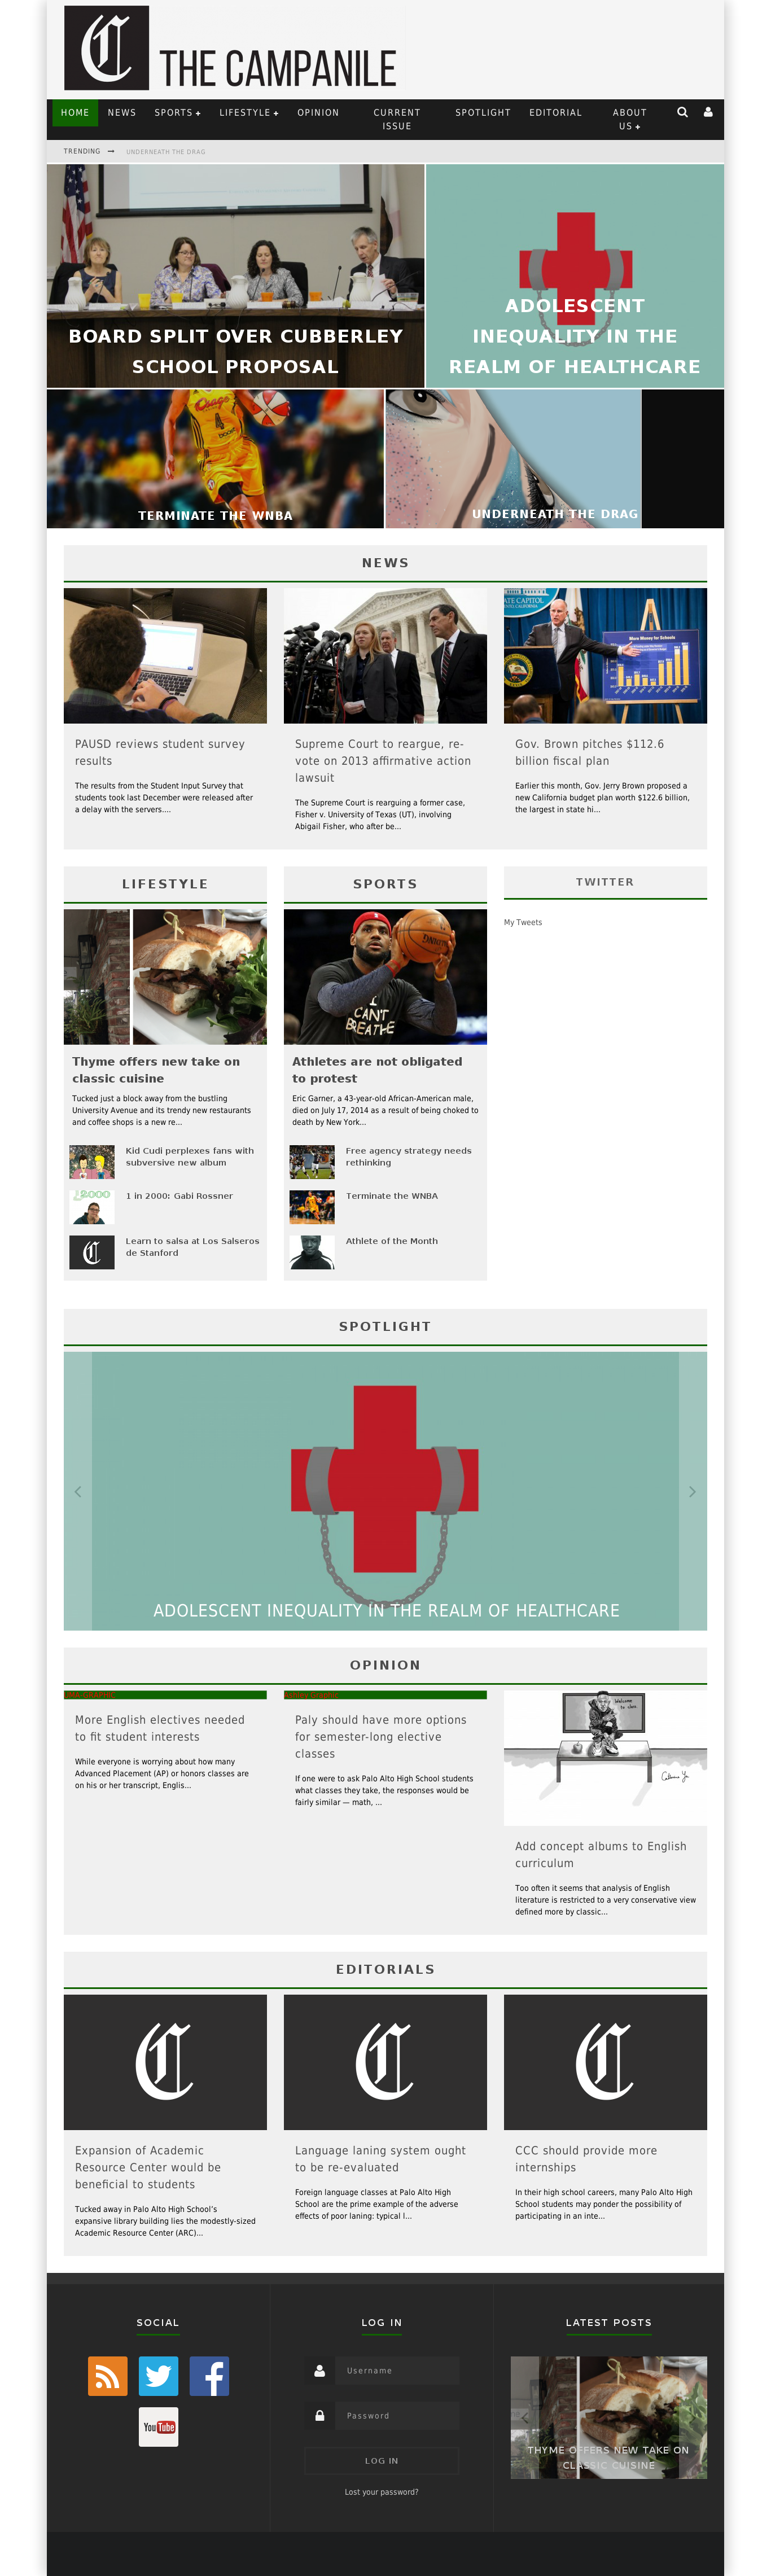 C THE CAMPANILE
HOME NEWS SPORTS + LIFESTYLE + OPINION CURRENT ISSUE SPOTLIGHT EDITORIAL ABOUT US +
TRENDING UNDERNEATH THE DRAG
BOARD SPLIT OVER CUBBERLEY
SCHOOL PROPOSAL
ADOLESCENT
INEQUALITY IN THE
REALM OF HEALTHCARE
TERMINATE THE WNBA
UNDERNEATH THE DRAG
NEWS
ATE CAPITOL
More Money for Schools
PAUSD reviews student survey
results
The results from the Student Input Survey that
students took last December were released after
a delay with the servers....
Supreme Court to reargue, re-
vote on 2013 affirmative action
lawsuit
The Supreme Court is rearguing a former case,
Fisher v. University of Texas (UT), involving
Abigail Fisher, who after be...
Gov. Brown pitches $112.6
billion fiscal plan
Earlier this month, Gov. Jerry Brown proposed a
new California budget plan worth $122.6 billion,
the largest in state hi...
LIFESTYLE
Thyme offers new take on
classic cuisine
Tucked just a block away from the bustling
University Avenue and its trendy new restaurants
and coffee shops is a new re...
Kid Cudi perplexes fans with
subversive new album
2000
1 in 2000: Gabi Rossner
C
Learn to salsa at Los Salseros
de Stanford
SPORTS
I
CAN'T
BREATHE
Athletes are not obligated
to protest
Eric Garner, a 43-year-old African-American male,
died on July 17, 2014 as a result of being choked to
death by New York...
Free agency strategy needs
rethinking
Terminate the WNBA
Athlete of the Month
TWITTER
My Tweets
SPOTLIGHT
ADOLESCENT INEQUALITY IN THE REALM OF HEALTHCARE
OPINION
More English electives needed
to fit student interests
While everyone is worrying about how many
Advanced Placement (AP) or honors classes are
on his or her transcript, Englis...
Paly should have more options
for semester-long elective
classes
If one were to ask Palo Alto High School students
what classes they take, the responses would be
fairly similar — math, ...
Welcome
to class.
Add concept albums to English
curriculum
Too often it seems that analysis of English
literature is restricted to a very conservative view
defined more by classic...
EDITORIALS
C
C
C
Expansion of Academic
Resource Center would be
beneficial to students
Tucked away in Palo Alto High School's
expansive library building lies the modestly-sized
Academic Resource Center (ARC)...
Language laning system ought
to be re-evaluated
Foreign language classes at Palo Alto High
School are the prime example of the adverse
effects of poor laning: typical l...
CCC should provide more
internships
In their high school careers, many Palo Alto High
School students may ponder the possibility of
participating in an inte...
SOCIAL
You Tube
LOG IN
Username
Password
LOG IN
Lost your password?
LATEST POSTS
THYME OFFERS NEW TAKE ON
CLASSIC CUISINE